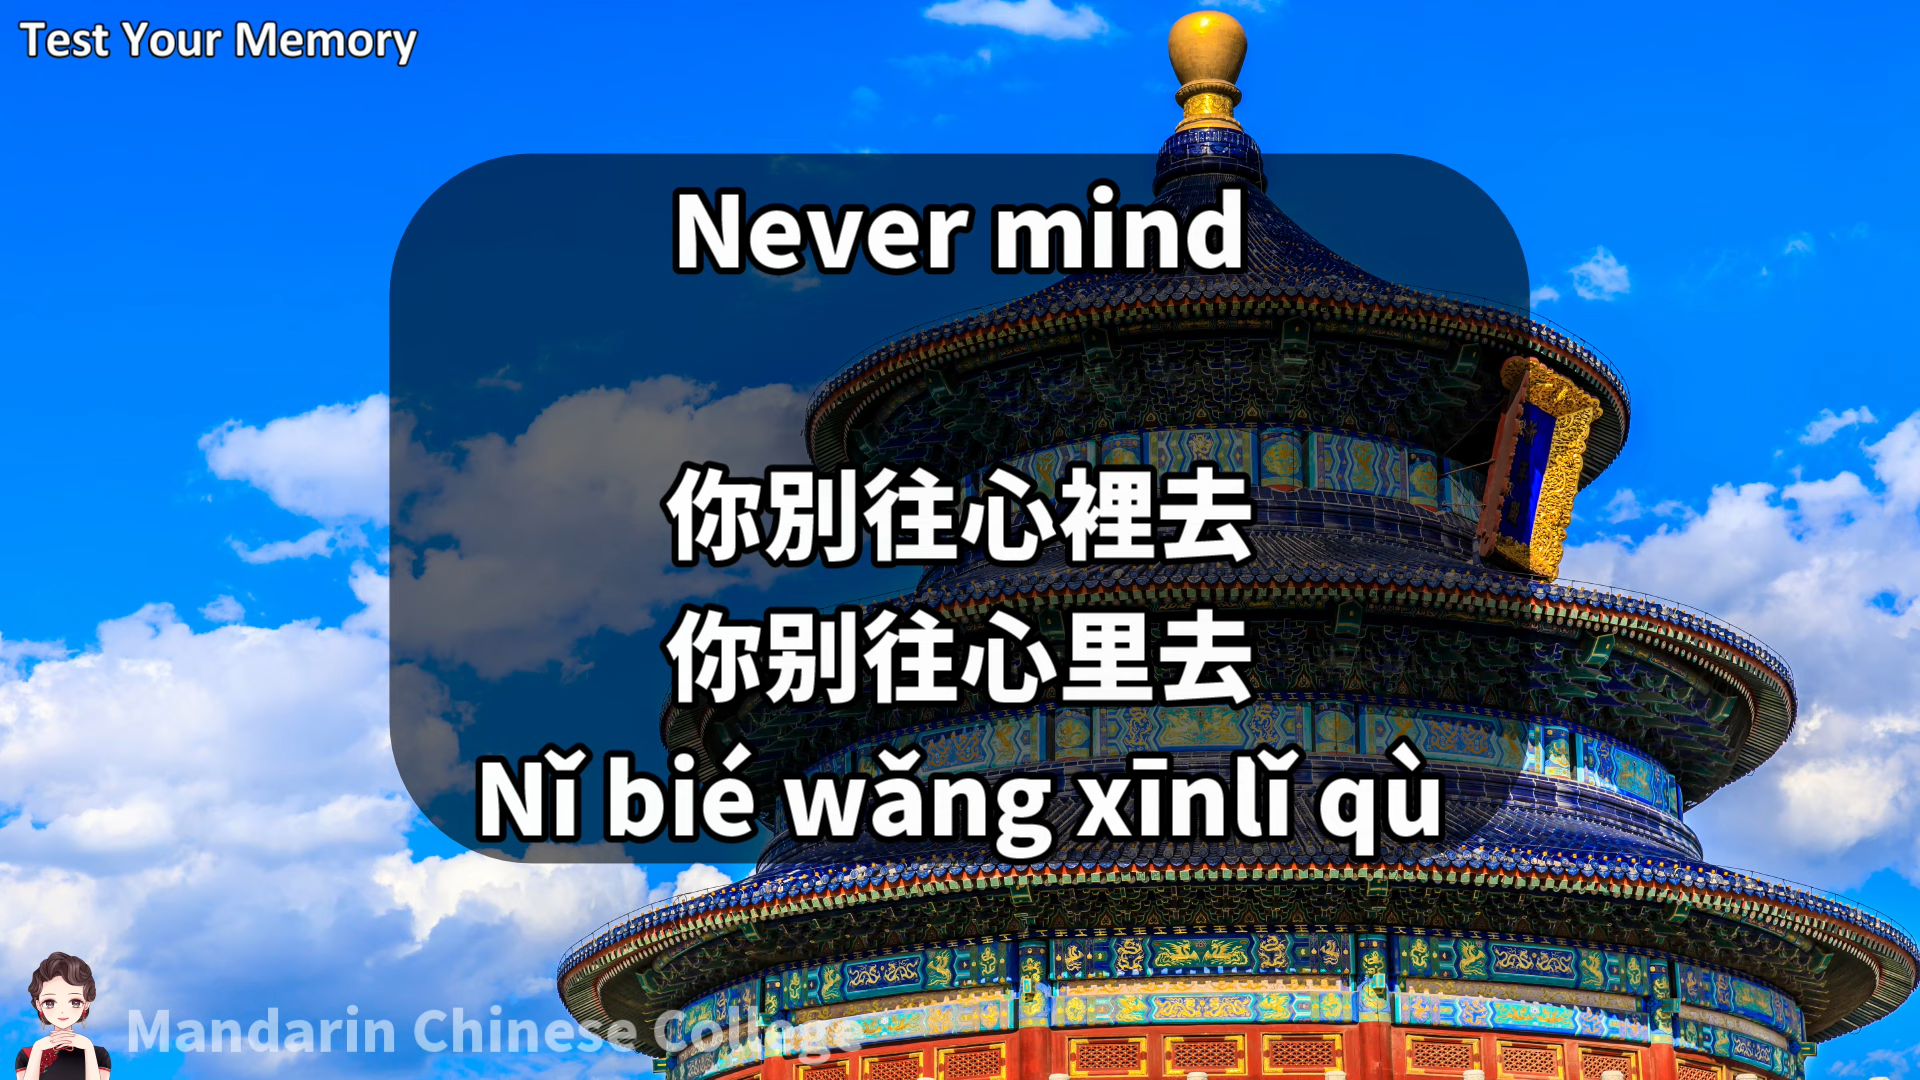 Test Your Memory
Never mind
你別往心裡去
你别往心里去
Nǐ bié wǎng xīnlǐ qù
Mandarin Chinese College